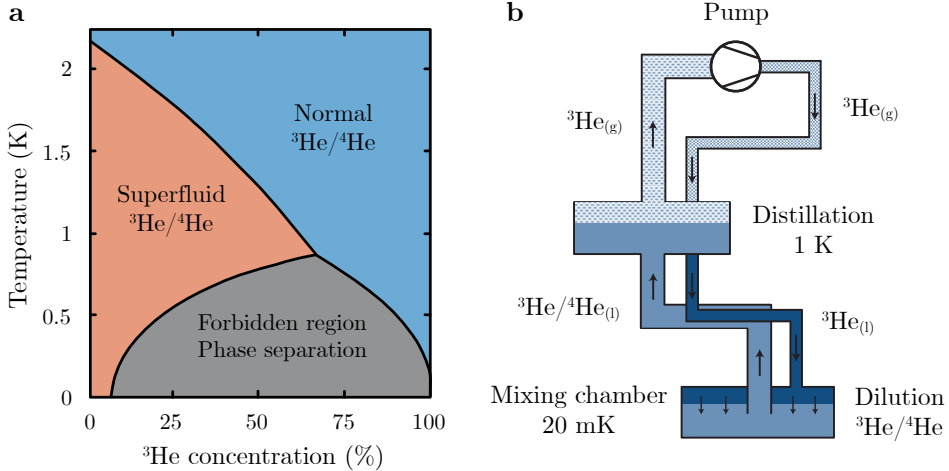 a
Temperature (K)
2
1.5
1
0.5
0
0
25
50
75
100
³He concentration (%)
Normal
³He/⁴He
Superfluid
³He/⁴He
Forbidden region
Phase separation
b
Pump
³He(g)
³He(g)
Distillation
1 K
³He/⁴He(l)
³He(l)
Mixing chamber
20 mK
Dilution
³He/⁴He